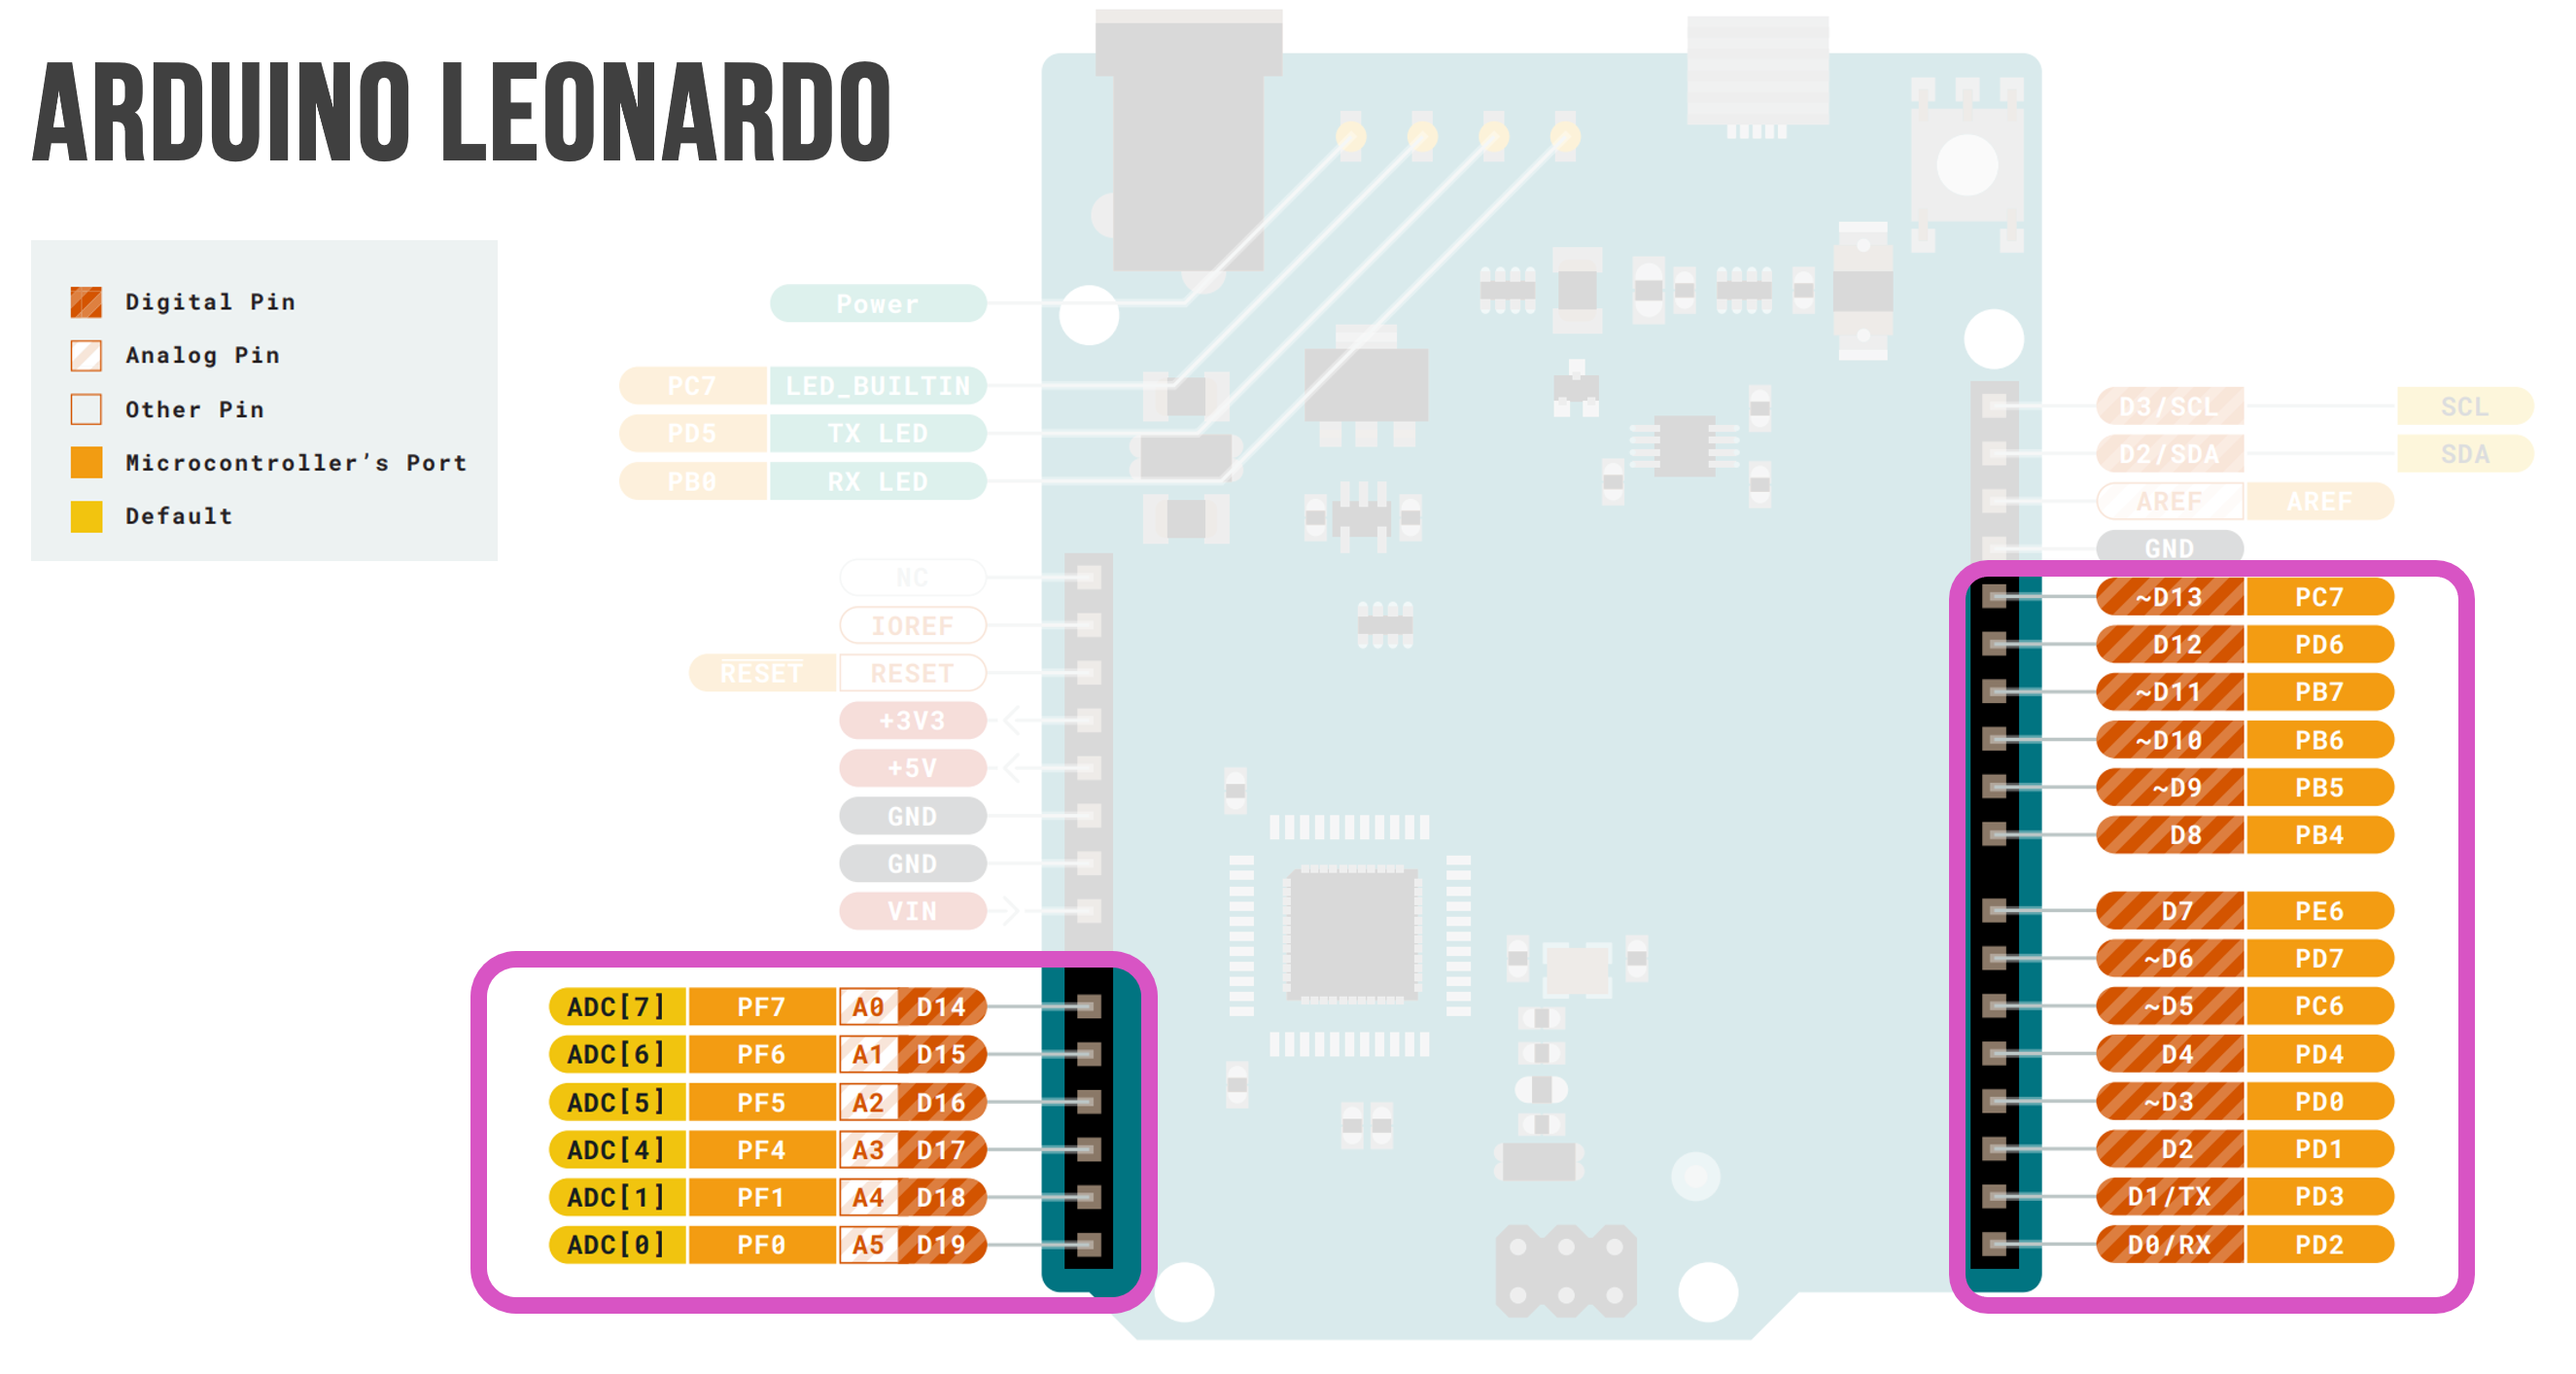 ARDUINO LEONARDO
Digital Pin
Analog Pin
Other Pin
Microcontroller's Port
Default
Power
PC7 LED_BUILTIN
PD5 TX LED
PB0 RX LED
NC
IOREF
RESET RESET
+3V3
+5V
GND
GND
VIN
ADC[7] PF7 A0 D14
ADC[6] PF6 A1 D15
ADC[5] PF5 A2 D16
ADC[4] PF4 A3 D17
ADC[1] PF1 A4 D18
ADC[0] PF0 A5 D19
D3/SCL SCL
D2/SDA SDA
AREF AREF
GND
~D13 PC7
D12 PD6
~D11 PB7
~D10 PB6
~D9 PB5
D8 PB4
D7 PE6
~D6 PD7
~D5 PC6
D4 PD4
~D3 PD0
D2 PD1
D1/TX PD3
D0/RX PD2